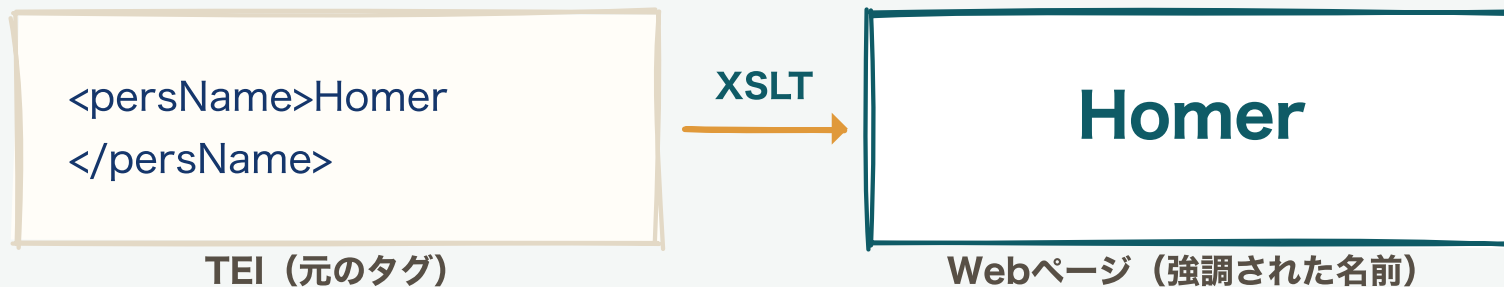 <persName>Homer
</persName>
XSLT
Homer
TEI（元のタグ）
Webページ（強調された名前）